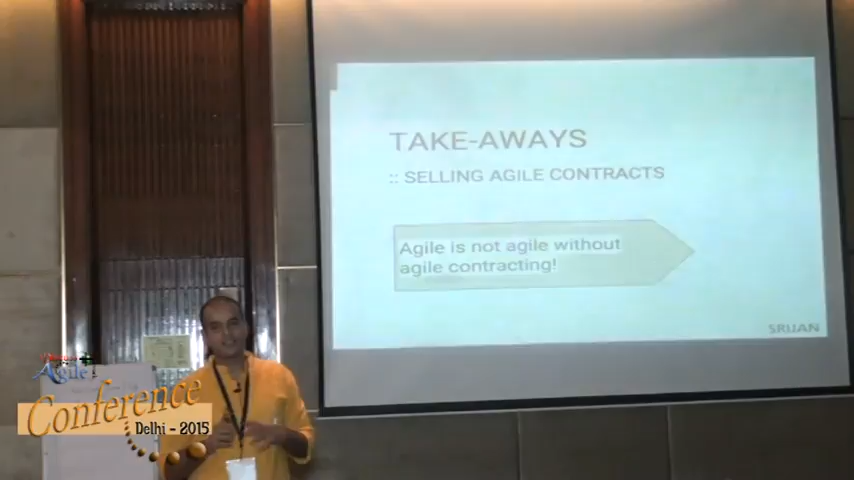 TAKE-AWAYS
:: SELLING AGILE CONTRACTS
Agile is not agile without
agile contracting!
SRIJAN
Agile
Conference
Delhi - 2015